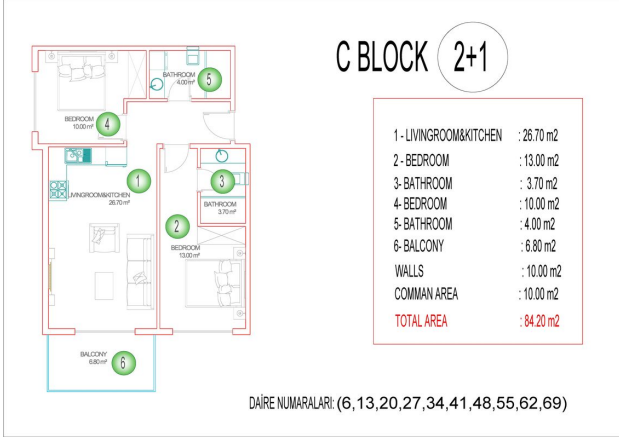 C BLOCK 2+1
BATHROOM
4.00 m²
5
BEDROOM
10.00 m²
4
1
LIVINGROOM&KITCHEN
26.70 m²
3
BATHROOM
3.70 m²
2
BEDROOM
13.00 m²
BALCONY
6.80 m²
6
1 - LIVINGROOM&KITCHEN : 26.70 m2
2 - BEDROOM : 13.00 m2
3- BATHROOM : 3.70 m2
4- BEDROOM : 10.00 m2
5- BATHROOM : 4.00 m2
6- BALCONY : 6.80 m2
WALLS : 10.00 m2
COMMAN AREA : 10.00 m2
TOTAL AREA : 84.20 m2
DAİRE NUMARALARI: (6,13,20,27,34,41,48,55,62,69)